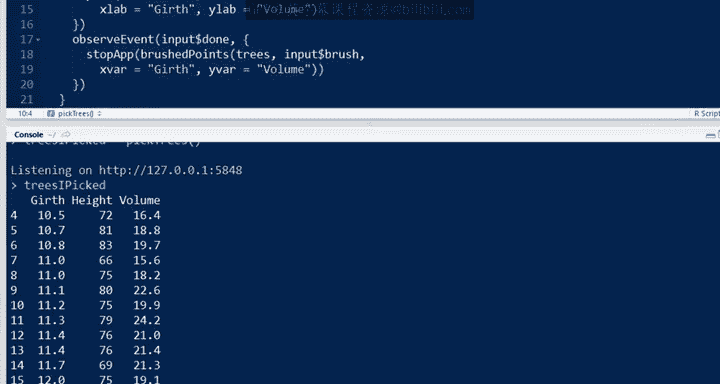 15 xlab = "Girth", ylab = "Volume")
16 })
17 observeEvent(input$done, {
18 stopApp(brushedPoints(trees, input$brush,
19 xvar = "Girth", yvar = "Volume"))
20 })
21 }
10:4 pickTrees() R Script
Console ~/
> treesIPicked pickTrees()
Listening on http://127.0.0.1:5848
> treesIPicked
Girth Height Volume
4 10.5 72 16.4
5 10.7 81 18.8
6 10.8 83 19.7
7 11.0 66 15.6
8 11.0 75 18.2
9 11.1 80 22.6
10 11.2 75 19.9
11 11.3 79 24.2
12 11.4 76 21.0
13 11.4 76 21.4
14 11.7 69 21.3
15 12.0 75 19.1